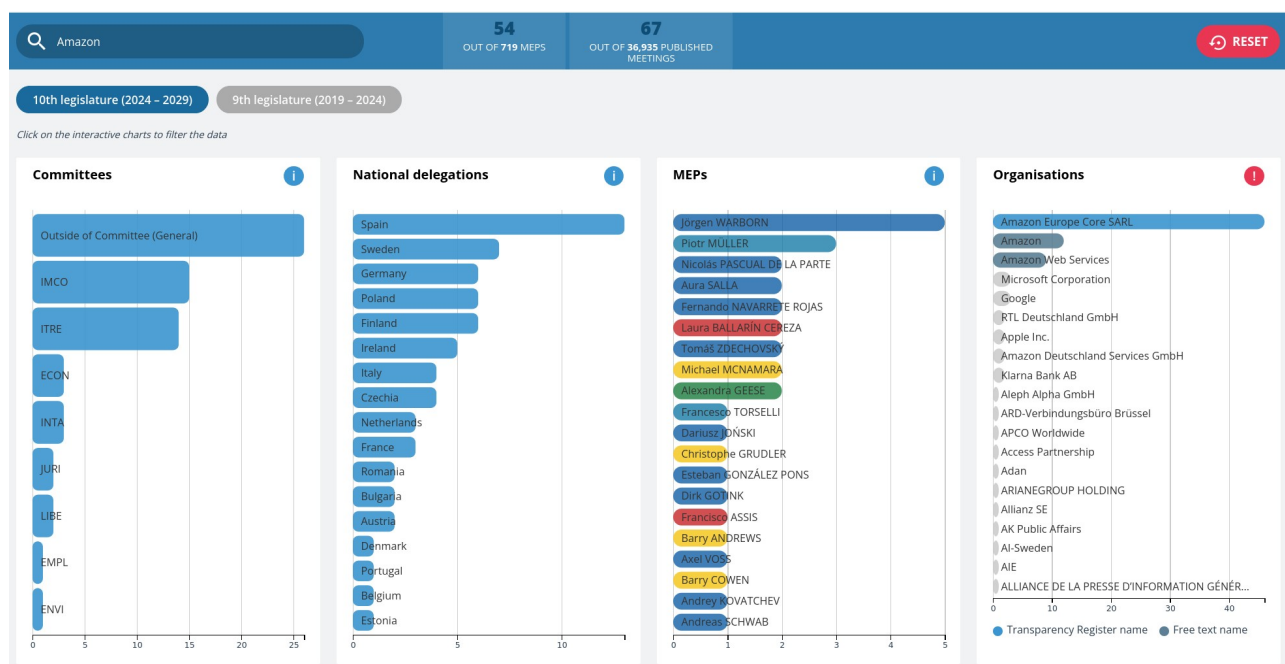 Amazon
54
OUT OF 719 MEPS
67
OUT OF 36,935 PUBLISHED
MEETINGS
RESET
10th legislature (2024 – 2029)
9th legislature (2019 – 2024)
Click on the interactive charts to filter the data
Committees
i
Outside of Committee (General)
IMCO
ITRE
ECON
INTA
JURI
LIBE
EMPL
ENVI
0 5 10 15 20 25
National delegations
i
Spain
Sweden
Germany
Poland
Finland
Ireland
Italy
Czechia
Netherlands
France
Romania
Bulgaria
Austria
Denmark
Portugal
Belgium
Estonia
0 5 10
MEPs
i
Jörgen WARBORN
Piotr MÜLLER
Nicolás PASCUAL DE LA PARTE
Aura SALLA
Fernando NAVARRETE ROJAS
Laura BALLARÍN CEREZA
Tomáš ZDECHOVSKÝ
Michael MCNAMARA
Alexandra GEESE
Francesco TORSELLI
Dariusz JOŃSKI
Christophe GRUDLER
Esteban GONZÁLEZ PONS
Dirk GOTINK
Francisco ASSIS
Barry ANDREWS
Axel VOSS
Barry COWEN
Andrey KOVATCHEV
Andreas SCHWAB
0 1 2 3 4 5
Organisations
!
Amazon Europe Core SARL
Amazon
Amazon Web Services
Microsoft Corporation
Google
RTL Deutschland GmbH
Apple Inc.
Amazon Deutschland Services GmbH
Klarna Bank AB
Aleph Alpha GmbH
ARD-Verbindungsbüro Brüssel
APCO Worldwide
Access Partnership
Adan
ARIANEGROUP HOLDING
Allianz SE
AK Public Affairs
AI-Sweden
AIE
ALLIANCE DE LA PRESSE D'INFORMATION GÉNÉR...
0 10 20 30 40
Transparency Register name
Free text name